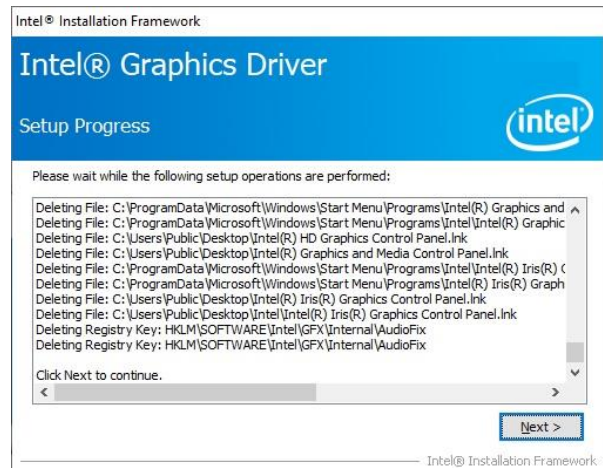 Intel® Installation Framework
Intel® Graphics Driver
Setup Progress
intel
Please wait while the following setup operations are performed:
Deleting File: C:\ProgramData\Microsoft\Windows\Start Menu\Programs\Intel(R) Graphics and
Deleting File: C:\ProgramData\Microsoft\Windows\Start Menu\Programs\Intel\Intel(R) Graphic
Deleting File: C:\Users\Public\Desktop\Intel(R) HD Graphics Control Panel.lnk
Deleting File: C:\Users\Public\Desktop\Intel(R) Graphics and Media Control Panel.lnk
Deleting File: C:\ProgramData\Microsoft\Windows\Start Menu\Programs\Intel\Intel(R) Iris(R) G
Deleting File: C:\ProgramData\Microsoft\Windows\Start Menu\Programs\Intel(R) Iris(R) Graph
Deleting File: C:\Users\Public\Desktop\Intel(R) Iris(R) Graphics Control Panel.lnk
Deleting File: C:\Users\Public\Desktop\Intel\Intel(R) Iris(R) Graphics Control Panel.lnk
Deleting Registry Key: HKLM\SOFTWARE\Intel\GFX\Internal\AudioFix
Deleting Registry Key: HKLM\SOFTWARE\Intel\GFX\Internal\AudioFix
Click Next to continue.
Next >
Intel® Installation Framework